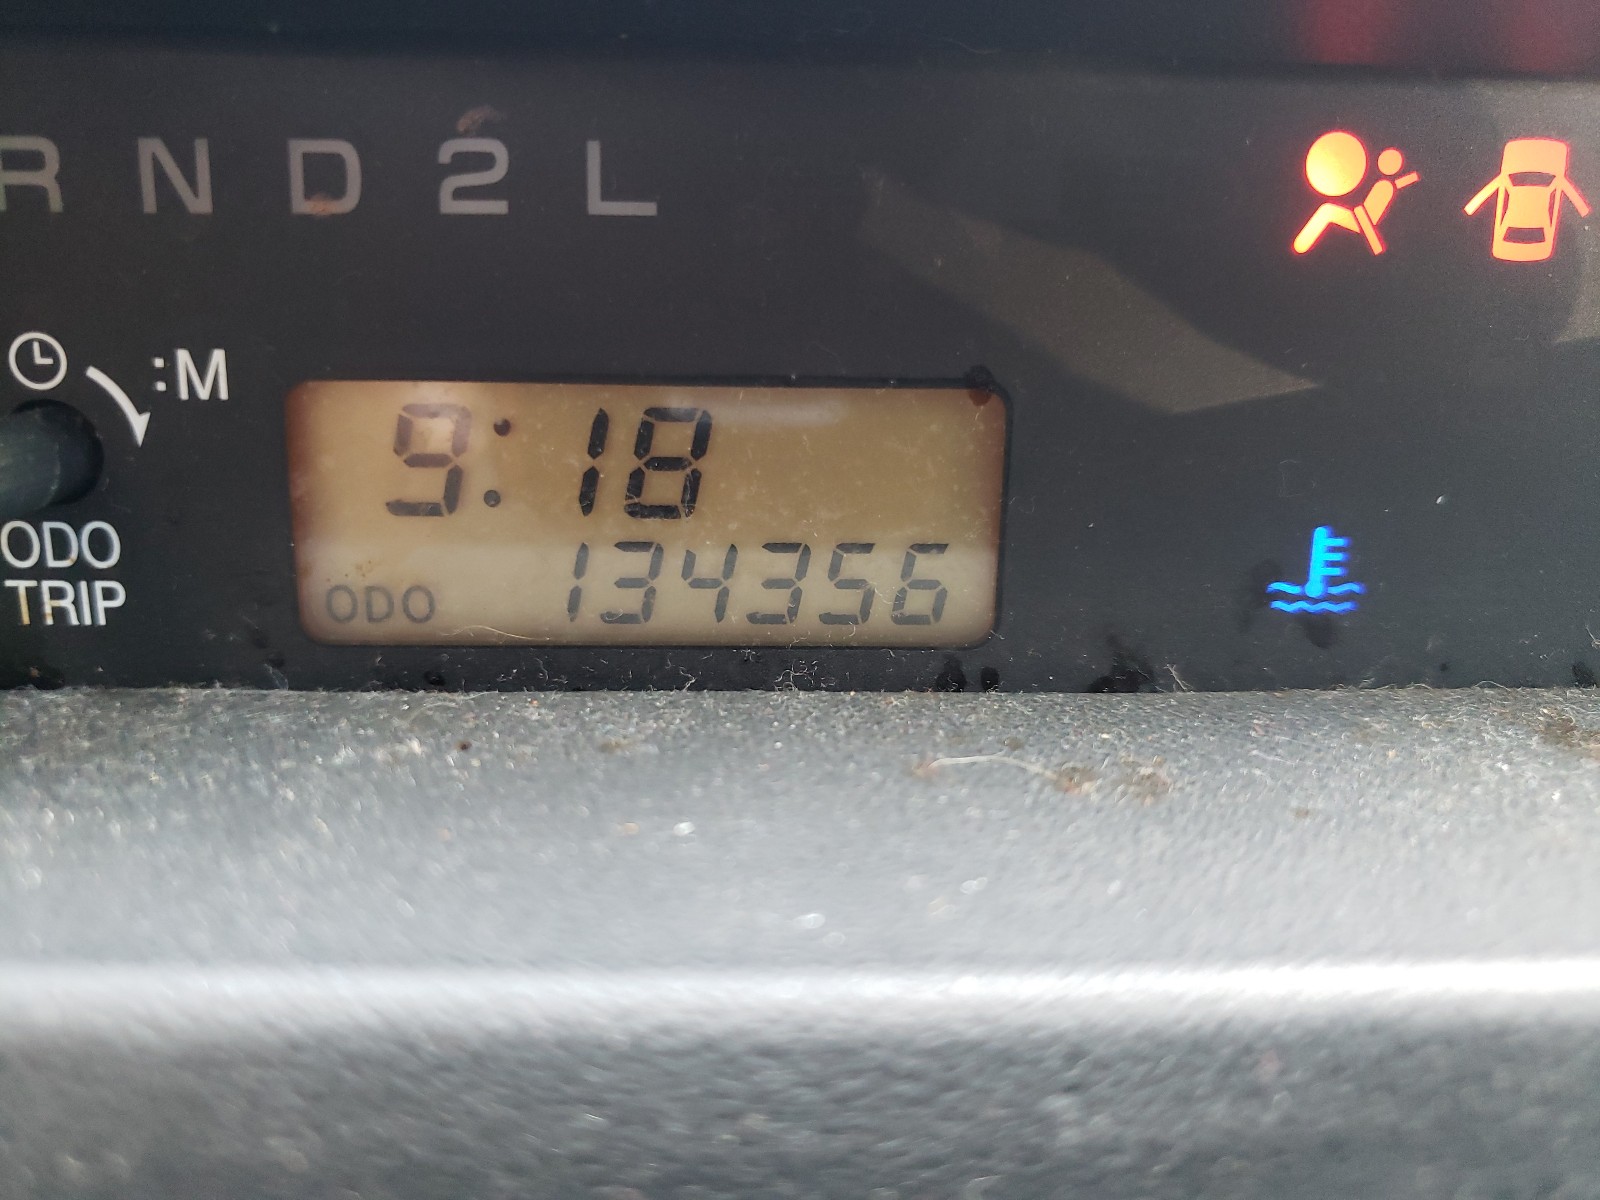 R N D 2 L
:M
9:18
ODO
TRIP
ODO 134356